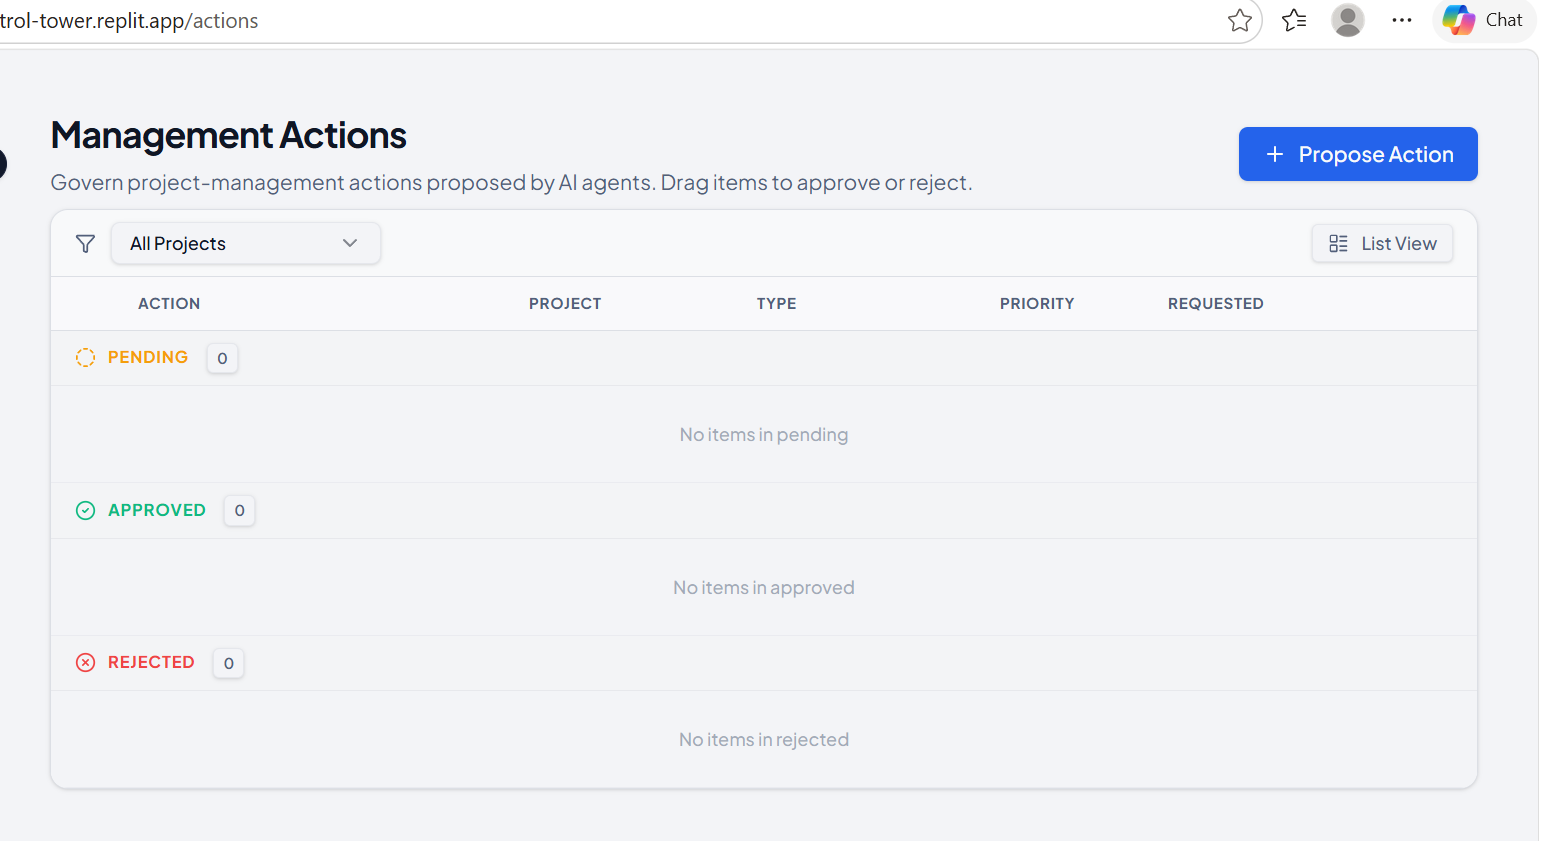 trol-tower.replit.app/actions
Chat
Management Actions
Govern project-management actions proposed by AI agents. Drag items to approve or reject.
+ Propose Action
All Projects
List View
ACTION PROJECT TYPE PRIORITY REQUESTED
PENDING 0
No items in pending
APPROVED 0
No items in approved
REJECTED 0
No items in rejected